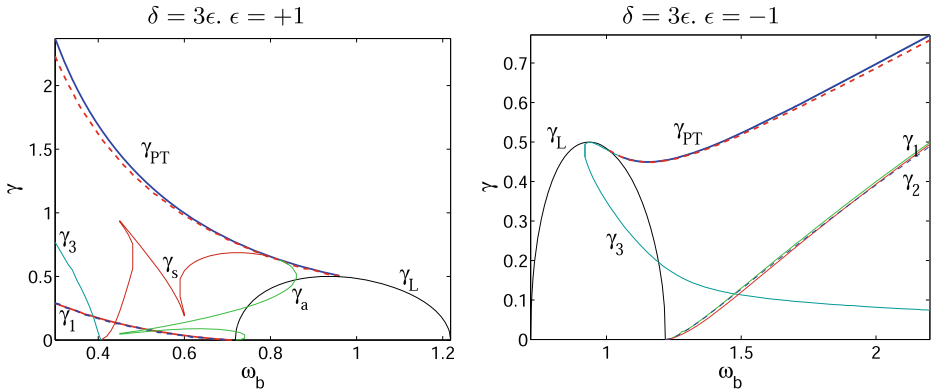 δ = 3ϵ. ϵ = +1
2
1.5
1
0.5
0
γ
γ_PT
γ_3
γ_s
γ_L
γ_a
γ_1
0.4
0.6
0.8
1
1.2
ω_b
δ = 3ϵ. ϵ = −1
0.7
0.6
0.5
0.4
0.3
0.2
0.1
0
γ
γ_L
γ_PT
γ_1
γ_2
γ_3
1
1.5
2
ω_b